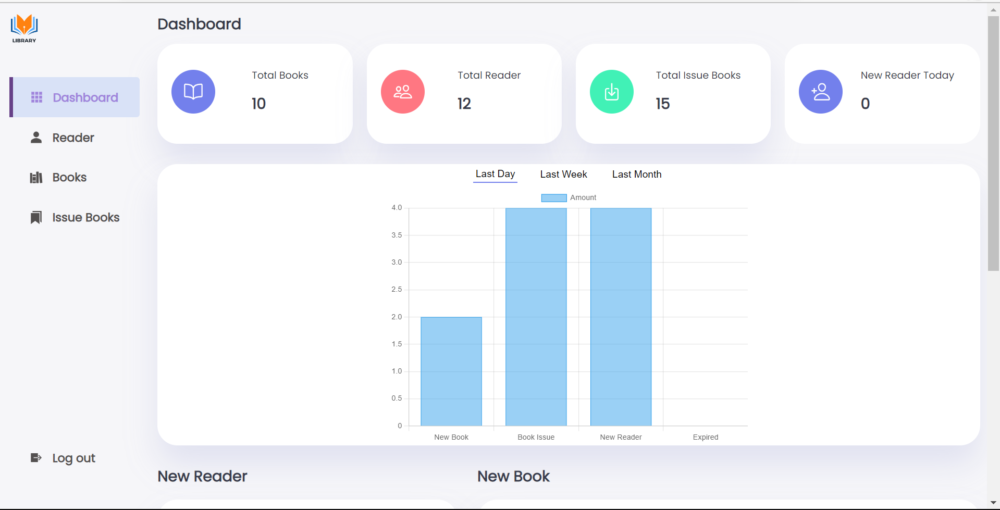 LIBRARY
Dashboard
Reader
Books
Issue Books
Log out
Dashboard
Total Books
10
Total Reader
12
Total Issue Books
15
New Reader Today
0
Last Day Last Week Last Month
Amount
4.0
3.5
3.0
2.5
2.0
1.5
1.0
0.5
0
New Book Book Issue New Reader Expired
New Reader
New Book